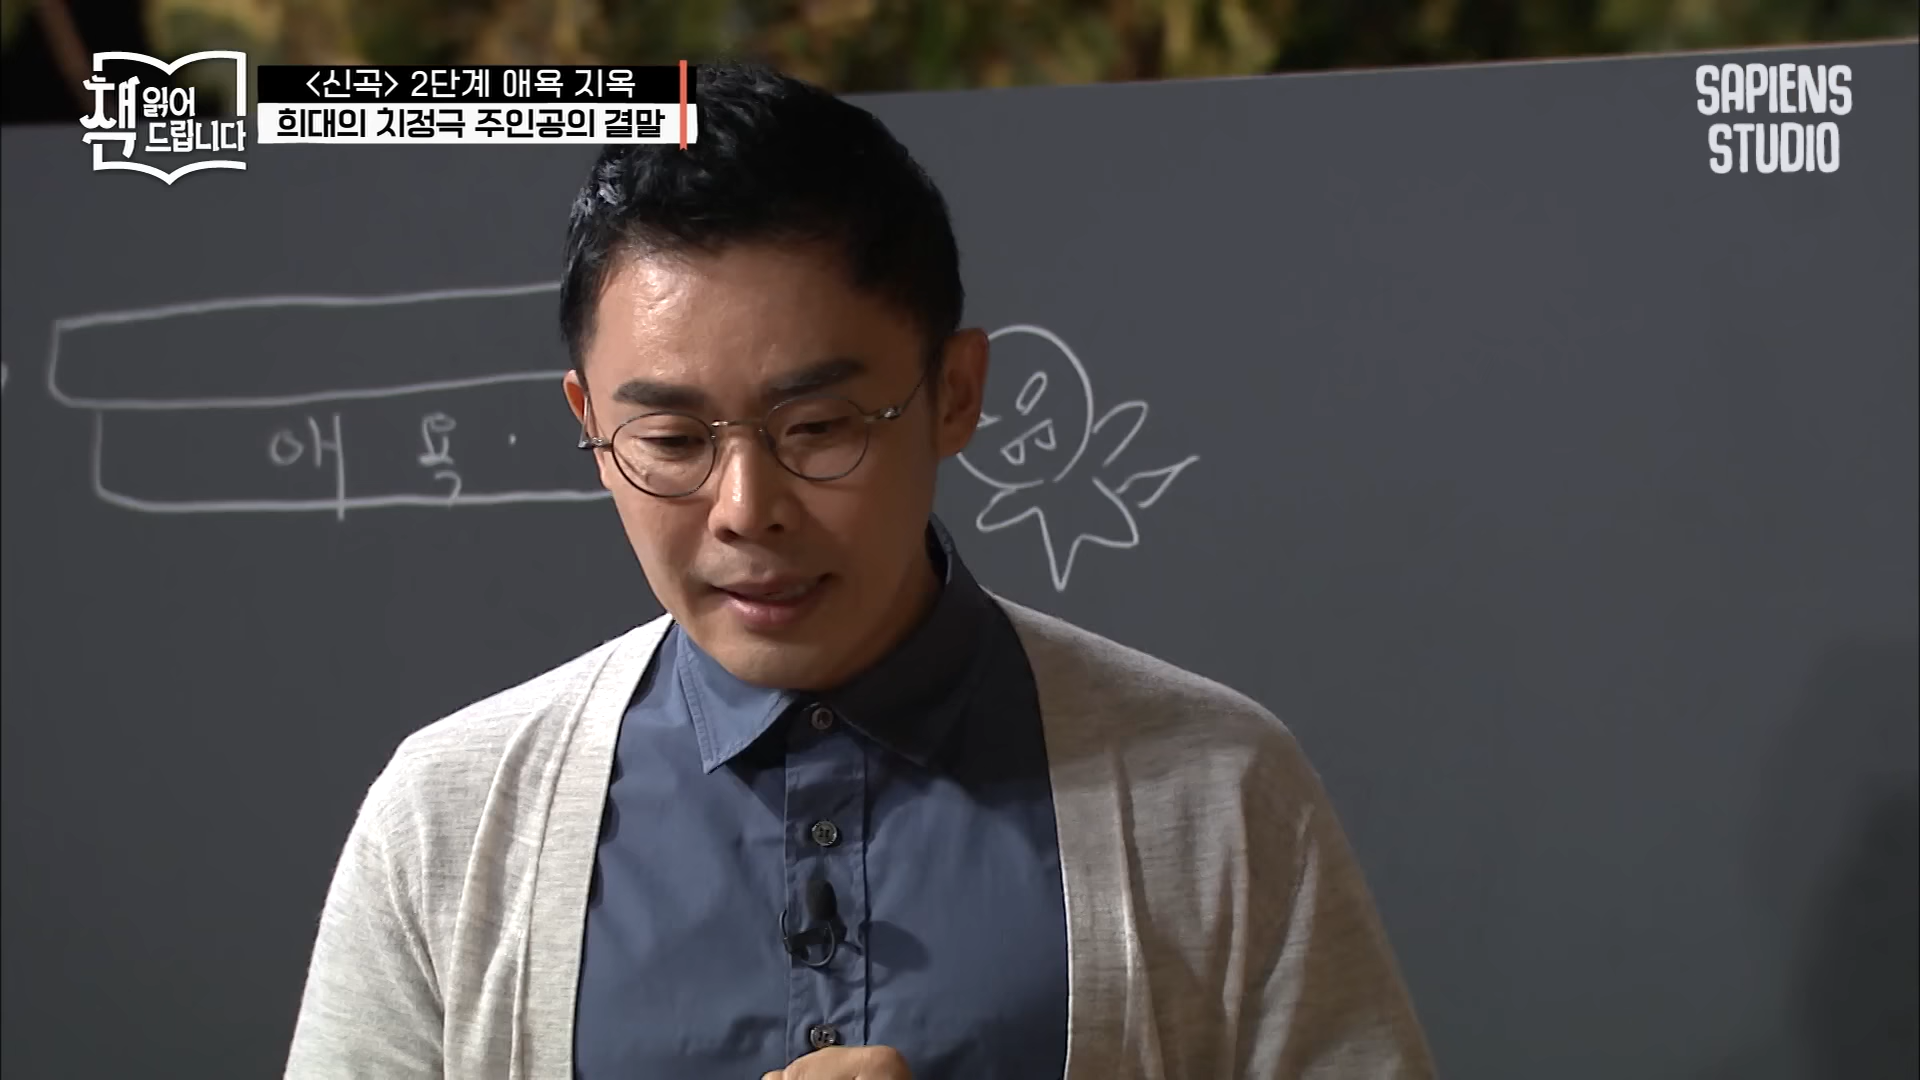 책 읽어
드립니다
<신곡> 2단계 애욕 지옥
희대의 치정극 주인공의 결말
SAPIENS
STUDIO
애욕